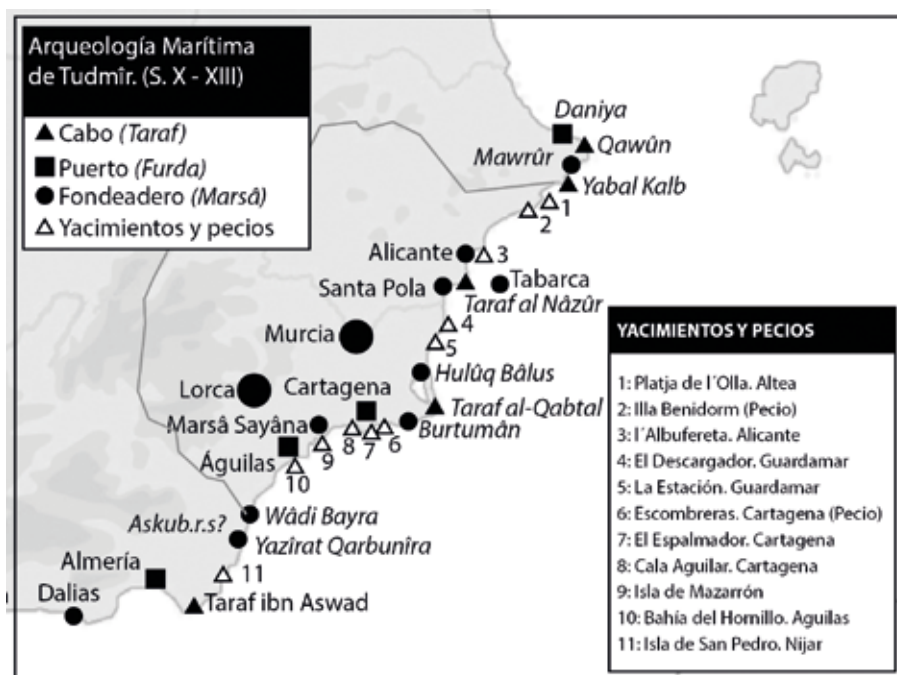 Arqueología Marítima
de Tudmîr. (S. X - XIII)
Cabo (Taraf)
Puerto (Furda)
Fondeadero (Marsâ)
Yacimientos y pecios
Daniya
Qawûn
Mawrûr
Yabal Kalb
1
2
Alicante
3
Santa Pola
Tabarca
Taraf al Nâzûr
4
5
Murcia
Hulûq Bâlus
Lorca
Cartagena
Taraf al-Qabtal
Marsâ Sayâna
Burtumân
6
7
8
9
Águilas
10
Askub.r.s?
Wâdi Bayra
Yazîrat Qarbunîra
Almería
11
Dalias
Taraf ibn Aswad
YACIMIENTOS Y PECIOS
1: Platja de l´Olla. Altea
2: Illa Benidorm (Pecio)
3: l´Albufereta. Alicante
4: El Descargador. Guardamar
5: La Estación. Guardamar
6: Escombreras. Cartagena (Pecio)
7: El Espalmador. Cartagena
8: Cala Aguilar. Cartagena
9: Isla de Mazarrón
10: Bahía del Hornillo. Aguilas
11: Isla de San Pedro. Nijar